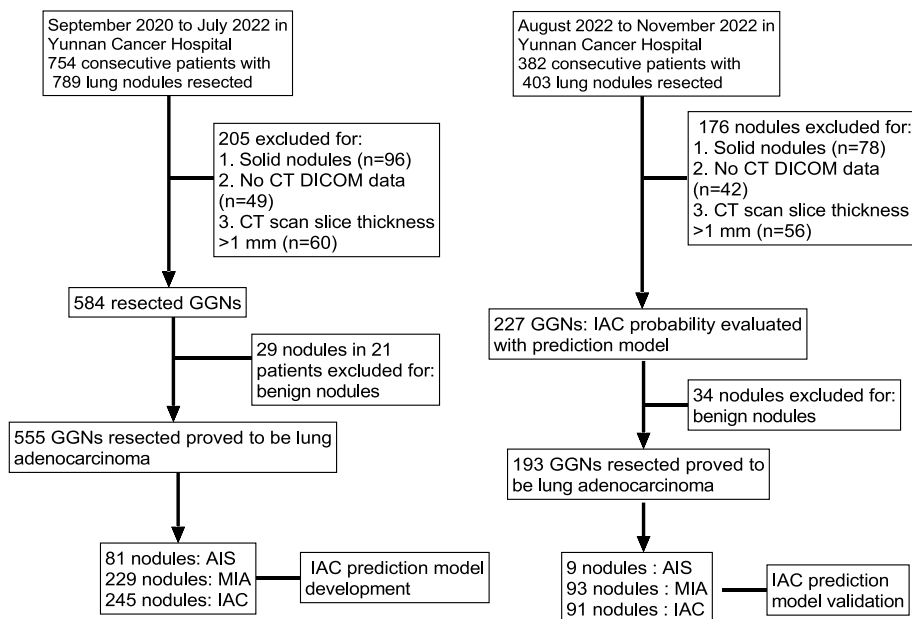 September 2020 to July 2022 in
Yunnan Cancer Hospital
754 consecutive patients with
789 lung nodules resected
205 excluded for:
1. Solid nodules (n=96)
2. No CT DICOM data
(n=49)
3. CT scan slice thickness
>1 mm (n=60)
584 resected GGNs
29 nodules in 21
patients excluded for:
benign nodules
555 GGNs resected proved to be lung
adenocarcinoma
81 nodules: AIS
229 nodules: MIA
245 nodules: IAC
IAC prediction model
development
August 2022 to November 2022 in
Yunnan Cancer Hospital
382 consecutive patients with
403 lung nodules resected
176 nodules excluded for:
1. Solid nodules (n=78)
2. No CT DICOM data
(n=42)
3. CT scan slice thickness
>1 mm (n=56)
227 GGNs: IAC probability evaluated
with prediction model
34 nodules excluded for:
benign nodules
193 GGNs resected proved to
be lung adenocarcinoma
9 nodules : AIS
93 nodules : MIA
91 nodules : IAC
IAC prediction
model validation